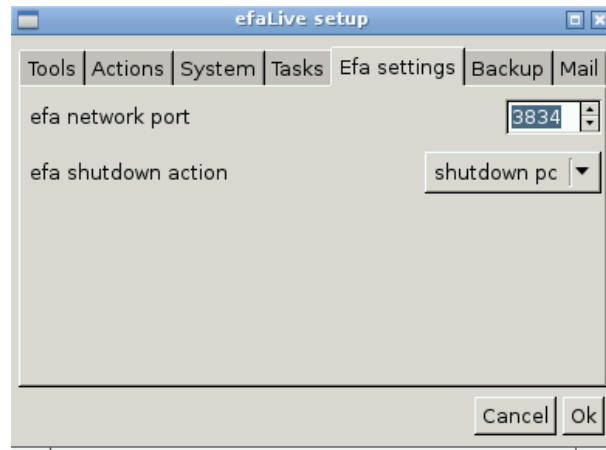 efaLive setup
Tools Actions System Tasks Efa settings Backup Mail
efa network port 3834
efa shutdown action shutdown pc
Cancel Ok